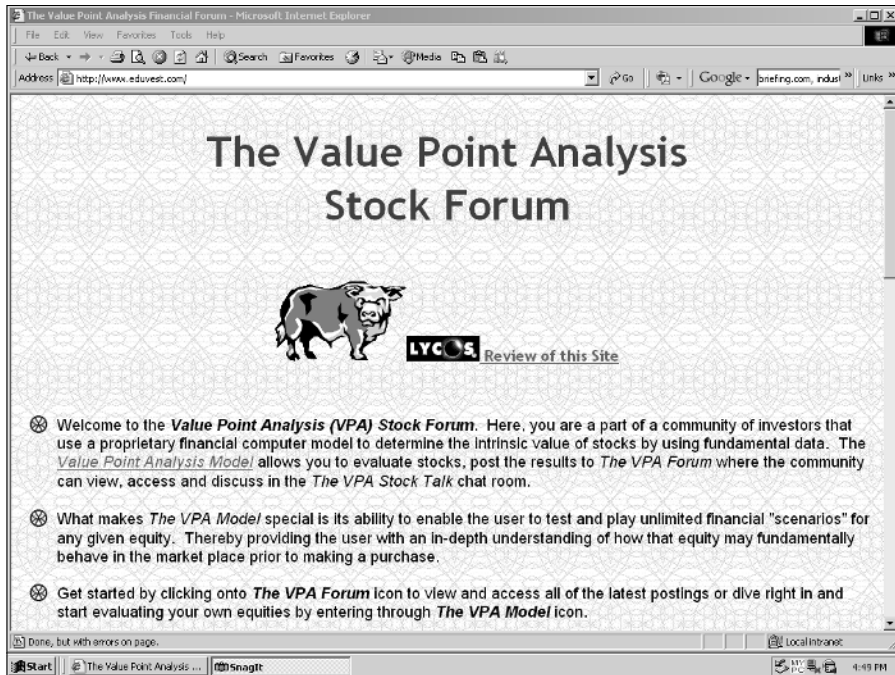 The Value Point Analysis Financial Forum - Microsoft Internet Explorer
File Edit View Favorites Tools Help
Back Search Favorites Media
Address http://www.eduvest.com/ Go Google briefing.com, indust » Links »
The Value Point Analysis
Stock Forum
LYCOS Review of this Site
Welcome to the Value Point Analysis (VPA) Stock Forum. Here, you are a part of a community of investors that
use a proprietary financial computer model to determine the intrinsic value of stocks by using fundamental data. The
Value Point Analysis Model allows you to evaluate stocks, post the results to The VPA Forum where the community
can view, access and discuss in the The VPA Stock Talk chat room.
What makes The VPA Model special is its ability to enable the user to test and play unlimited financial "scenarios" for
any given equity. Thereby providing the user with an in-depth understanding of how that equity may fundamentally
behave in the market place prior to making a purchase.
Get started by clicking onto The VPA Forum icon to view and access all of the latest postings or dive right in and
start evaluating your own equities by entering through The VPA Model icon.
Done, but with errors on page. Local intranet
Start The Value Point Analysis ... SnagIt MY PC 4:49 PM